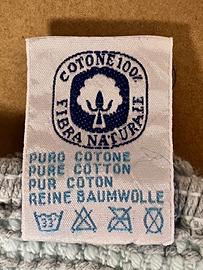 COTONE 100%
FIBRA NATURALE
PURO COTONE
PURE COTTON
PUR COTON
REINE BAUMWOLLE